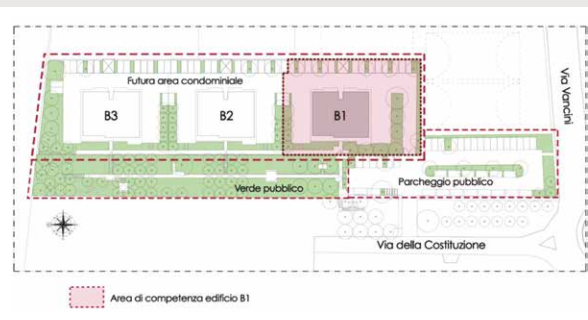 Futura area condominiale
Via Vancini
B3
B2
B1
Verde pubblico
Parcheggio pubblico
Via della Costituzione
Area di competenza edificio B1